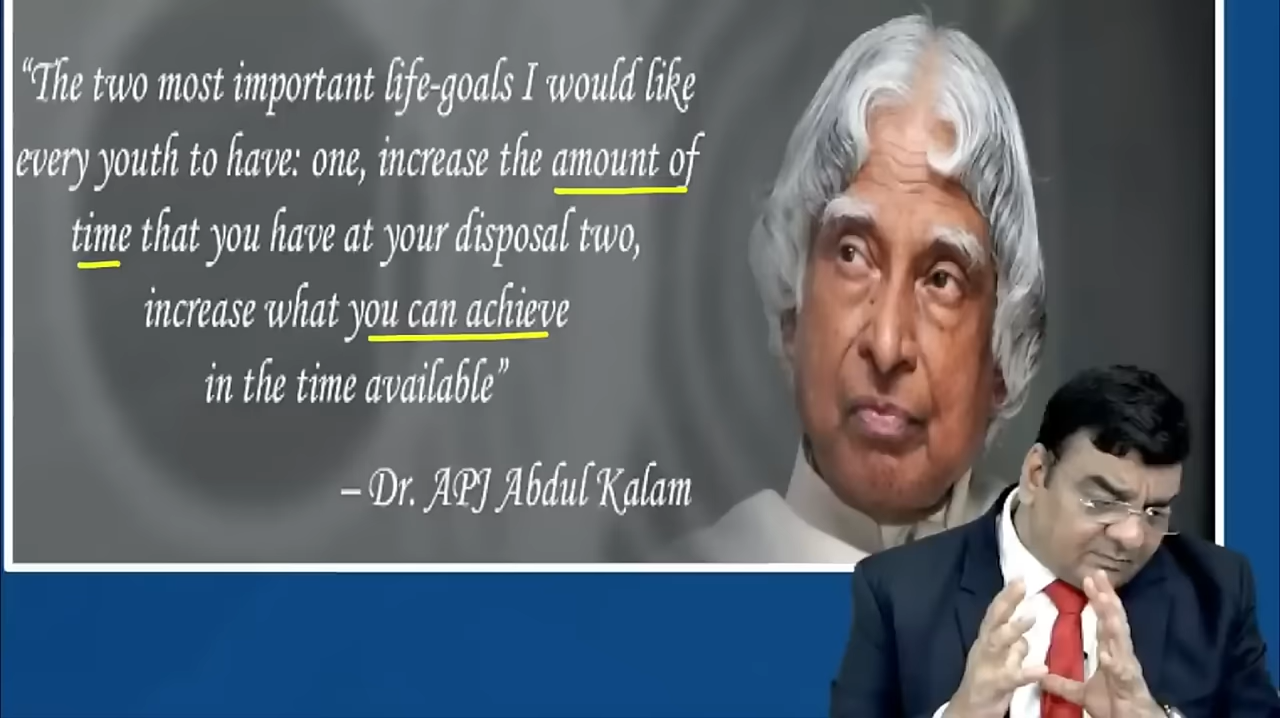 “The two most important life-goals I would like
every youth to have: one, increase the amount of
time that you have at your disposal two,
increase what you can achieve
in the time available”
– Dr. APJ Abdul Kalam